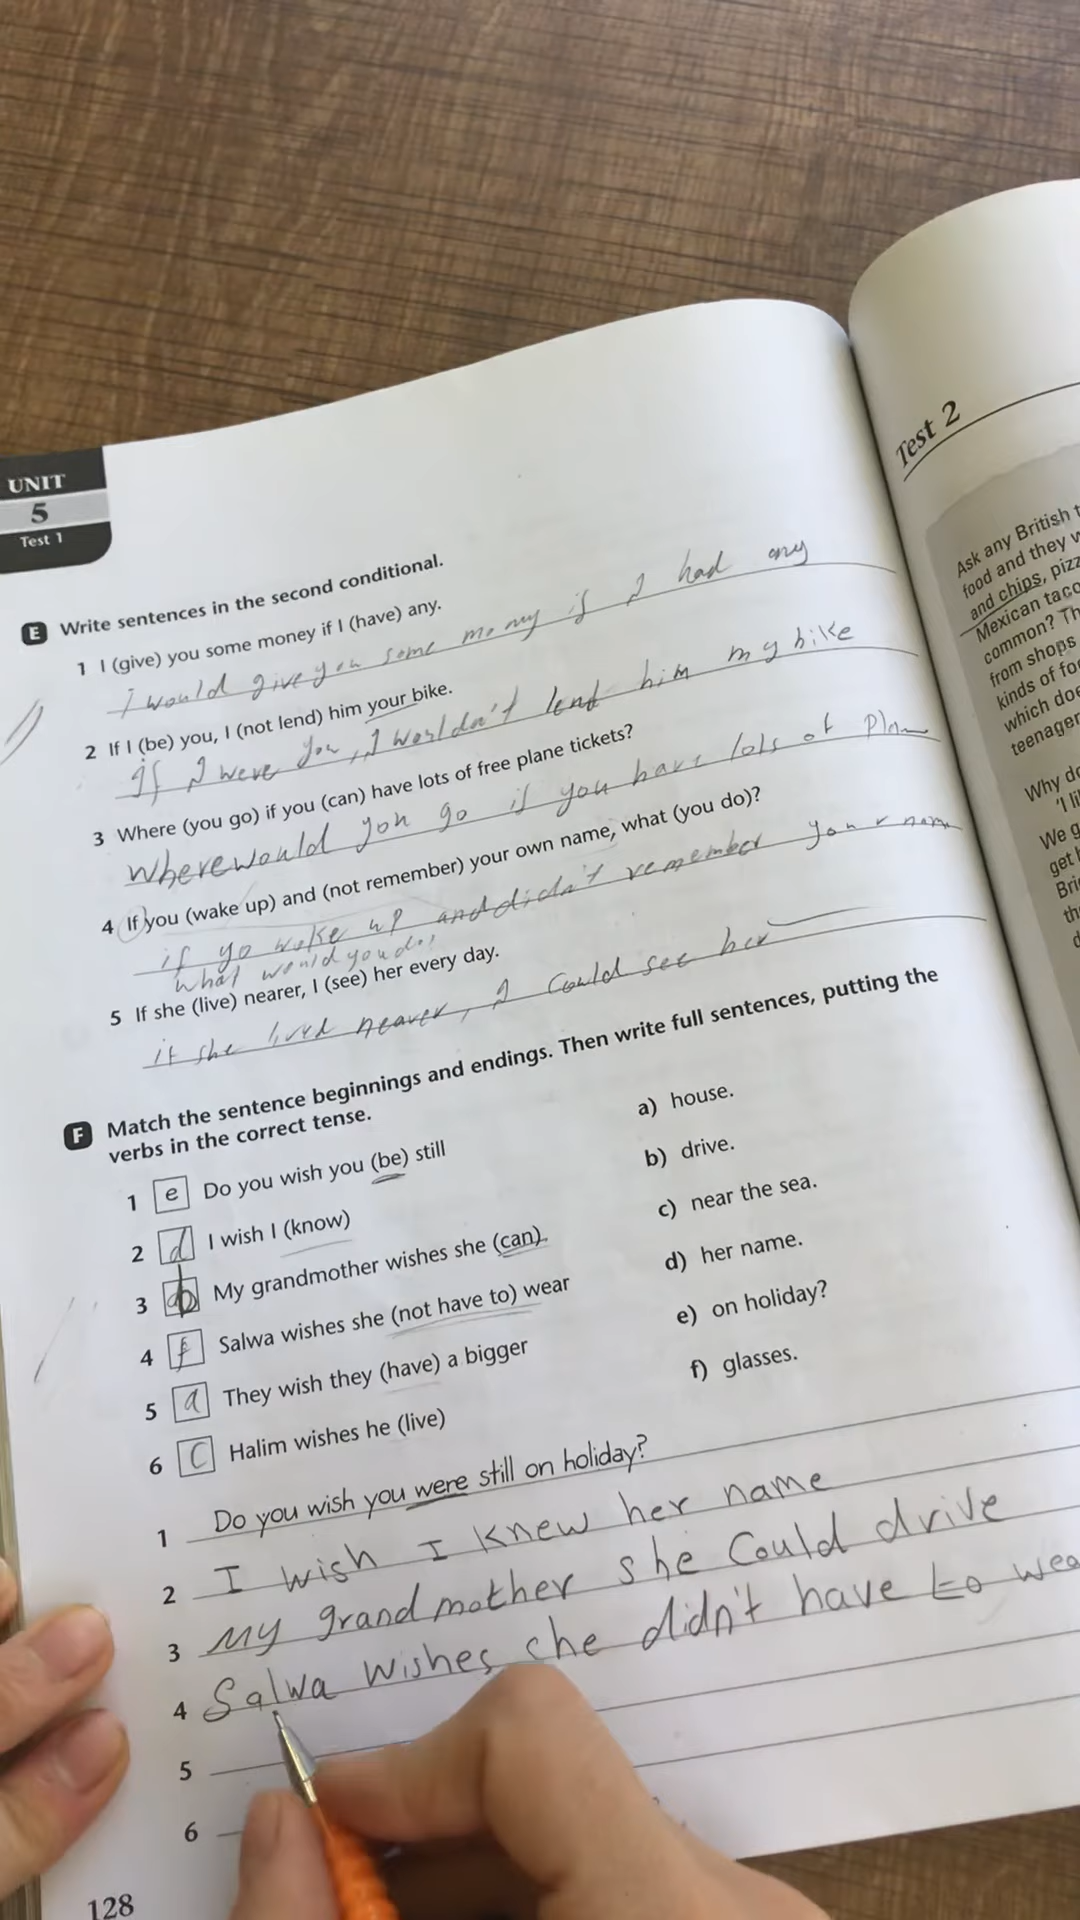 UNIT
5
Test 1
E Write sentences in the second conditional.
1 I (give) you some money if I (have) any.
I would give you some money if I had any
2 If I (be) you, I (not lend) him your bike.
If I were you, I wouldn't lend him my bike
3 Where (you go) if you (can) have lots of free plane tickets?
Where would you go if you have lots of
4 If you (wake up) and (not remember) your own name, what (you do)?
if yo woke up and didn't remember your
what would you do,
5 If she (live) nearer, I (see) her every day.
if she lived nearer, I could see her
F Match the sentence beginnings and endings. Then write full sentences, putting the
verbs in the correct tense.
1 e Do you wish you (be) still
2 d I wish I (know)
3 b My grandmother wishes she (can)
4 f Salwa wishes she (not have to) wear
5 a They wish they (have) a bigger
6 C Halim wishes he (live)
a) house.
b) drive.
c) near the sea.
d) her name.
e) on holiday?
f) glasses.
1 Do you wish you were still on holiday?
2 I wish I knew her name
3 My grandmother she Could drive
4 Salwa wishes she didn't have to wea
5
6
128
Test 2
Ask any British
food and they
and chips, pizz
Mexican taco
common? Th
from shops
kinds of fo
which doe
teenager
Why do
'I li
We g
get
Bri
th